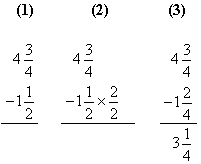 (1) (2) (3)
4 3/4 4 3/4 4 3/4
−1 1/2 −1 1/2 × 2/2 −1 2/4
3 1/4